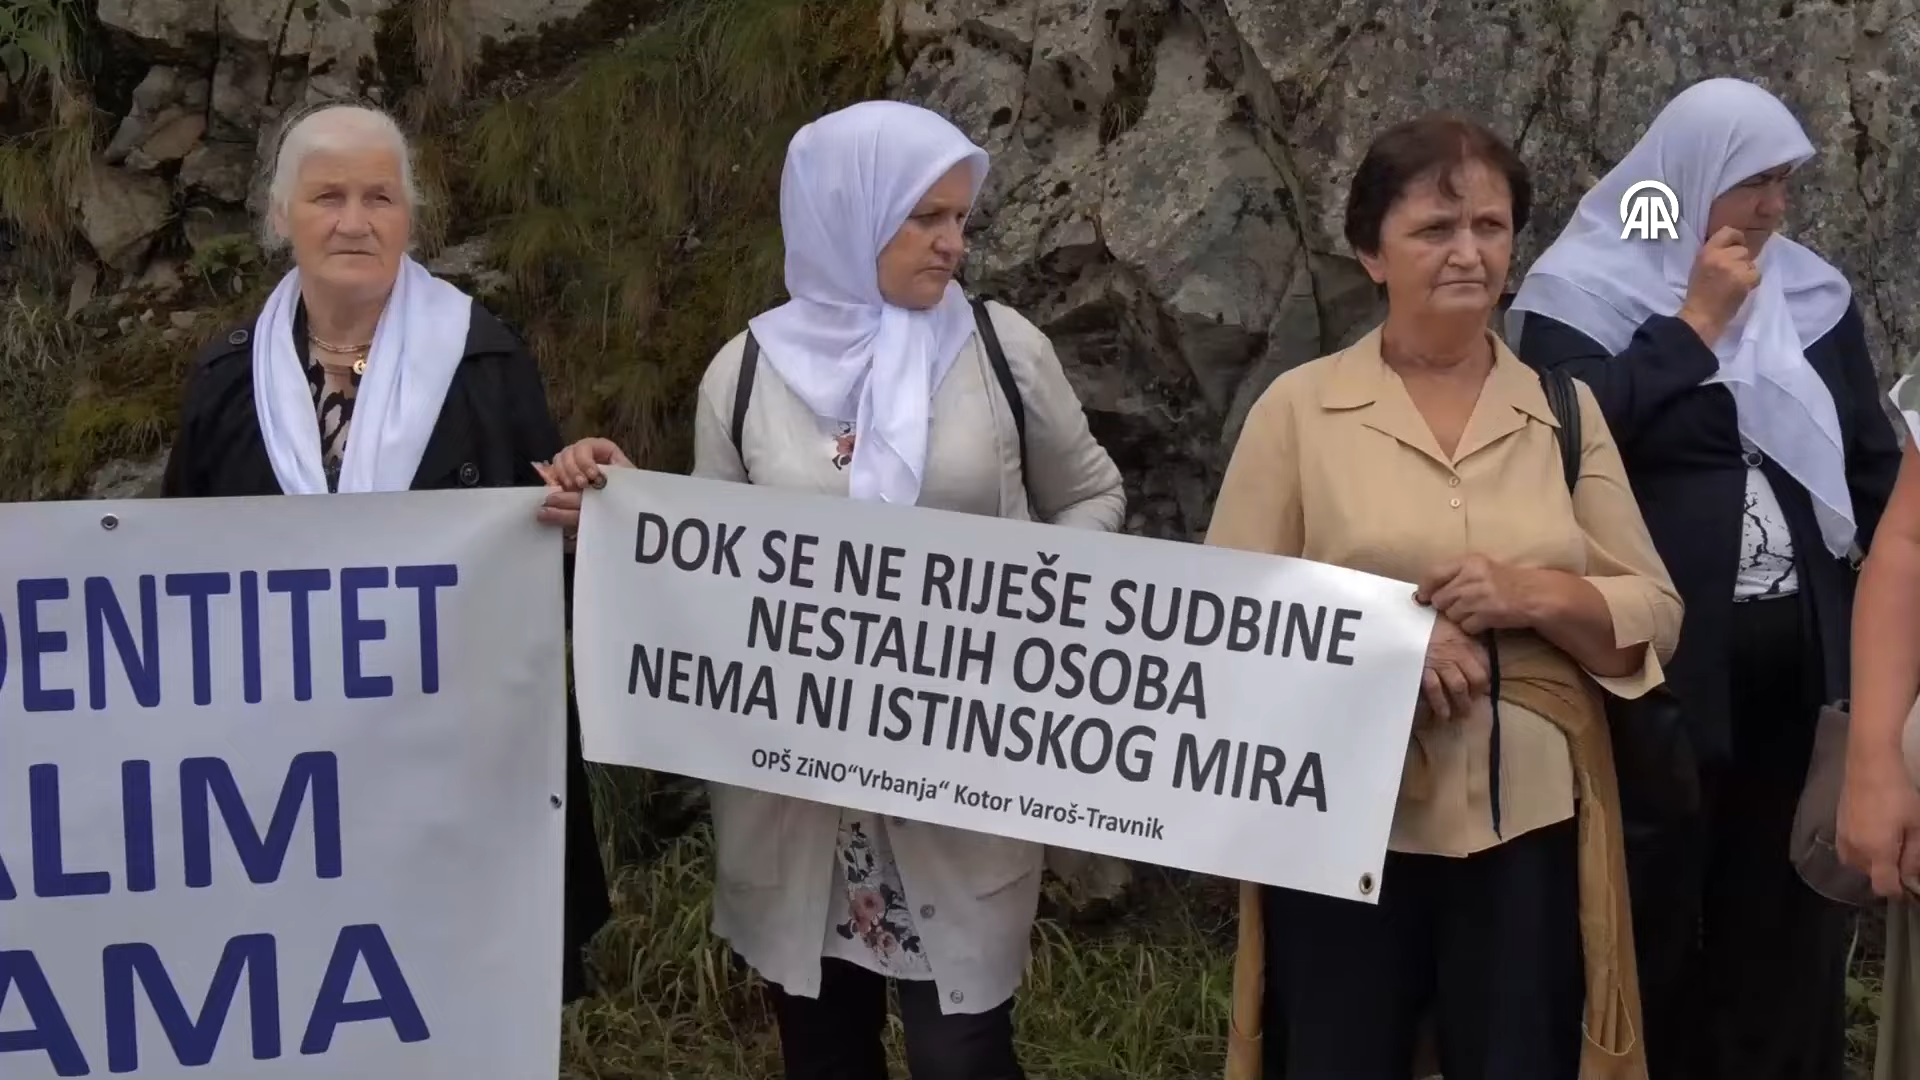 DENTITET
ALIM
AMA
DOK SE NE RIJEŠE SUDBINE
NESTALIH OSOBA
NEMA NI ISTINSKOG MIRA
OPŠ ZiNO“Vrbanja“ Kotor Varoš-Travnik
AA